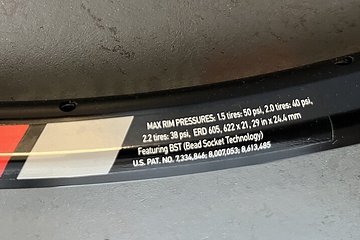 MAX RIM PRESSURES: 1.5 tires: 50 psi, 2.0 tires: 40 psi,
2.2 tires: 38 psi, ERD 605, 622 x 21, 29 in x 24.4 mm
Featuring BST (Bead Socket Technology)
U.S. PAT. NO. 7,334,846; 8,007,053; 8,613,485